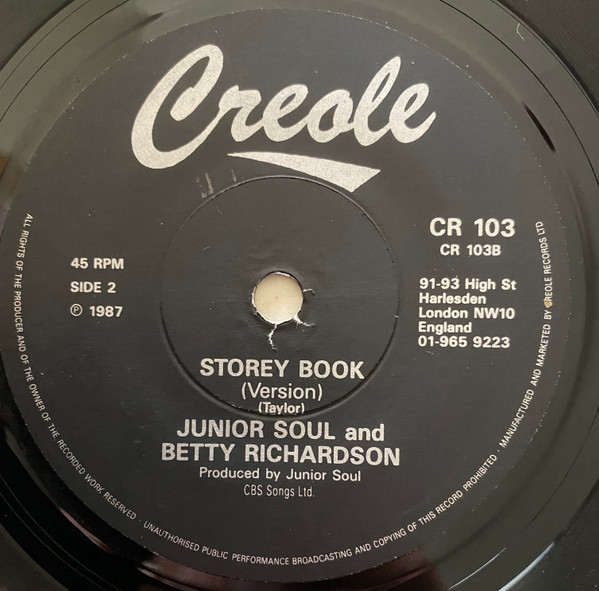 Creole
CR 103
CR 103B
45 RPM
SIDE 2
℗ 1987
91-93 High St
Harlesden
London NW10
England
01-965 9223
STOREY BOOK
(Version)
(Taylor)
JUNIOR SOUL and
BETTY RICHARDSON
Produced by Junior Soul
CBS Songs Ltd.
ALL RIGHTS OF THE PRODUCER AND OF THE OWNER OF THE RECORDED WORK RESERVED · UNAUTHORISED PUBLIC PERFORMANCE BROADCASTING AND COPYING OF THIS RECORD PROHIBITED · MANUFACTURED AND MARKETED BY CREOLE RECORDS LTD